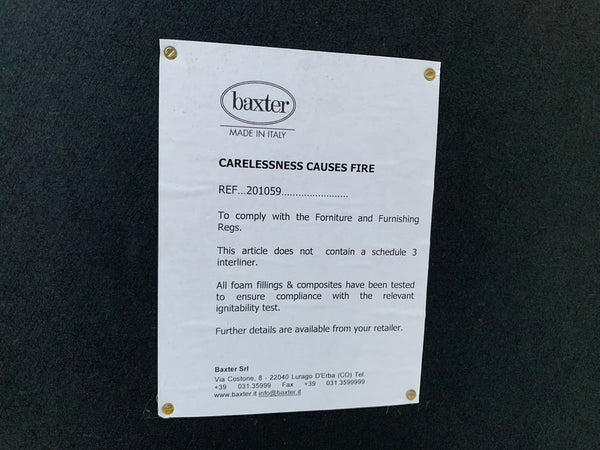 baxter
MADE IN ITALY
CARELESSNESS CAUSES FIRE
REF...201059........................
To comply with the Forniture and Furnishing
Regs.
This article does not contain a schedule 3
interliner.
All foam fillings & composites have been tested
to ensure compliance with the relevant
ignitability test.
Further details are available from your retailer.
Baxter Srl
Via Costone, 8 - 22040 Lurago D'Erba (CO) Tel.
+39 031.35999 Fax +39 031.3599999
www.baxter.it info@baxter.it